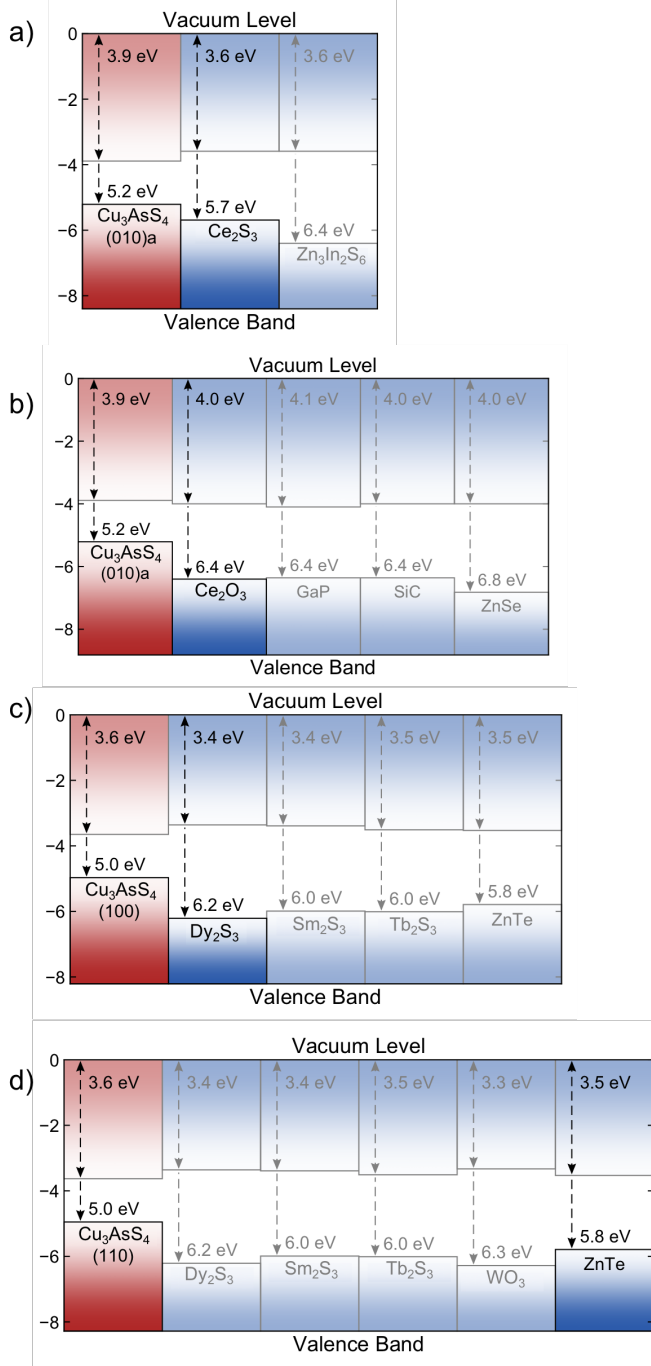 a)
Vacuum Level
0
3.9 eV 3.6 eV 3.6 eV
−2
−4
5.2 eV 5.7 eV 6.4 eV
Cu₃AsS₄
(010)a
Ce₂S₃
Zn₃In₂S₆
−6
−8
Valence Band
b)
Vacuum Level
0
3.9 eV 4.0 eV 4.1 eV 4.0 eV 4.0 eV
−2
−4
5.2 eV 6.4 eV 6.4 eV 6.4 eV 6.8 eV
Cu₃AsS₄
(010)a
Ce₂O₃ GaP SiC ZnSe
−6
−8
Valence Band
c)
Vacuum Level
0
3.6 eV 3.4 eV 3.4 eV 3.5 eV 3.5 eV
−2
−4
5.0 eV 6.2 eV 6.0 eV 6.0 eV 5.8 eV
Cu₃AsS₄
(100)
Dy₂S₃ Sm₂S₃ Tb₂S₃ ZnTe
−6
−8
Valence Band
d)
Vacuum Level
0
3.6 eV 3.4 eV 3.4 eV 3.5 eV 3.3 eV 3.5 eV
−2
−4
5.0 eV 6.2 eV 6.0 eV 6.0 eV 6.3 eV 5.8 eV
Cu₃AsS₄
(110)
Dy₂S₃ Sm₂S₃ Tb₂S₃ WO₃ ZnTe
−6
−8
Valence Band